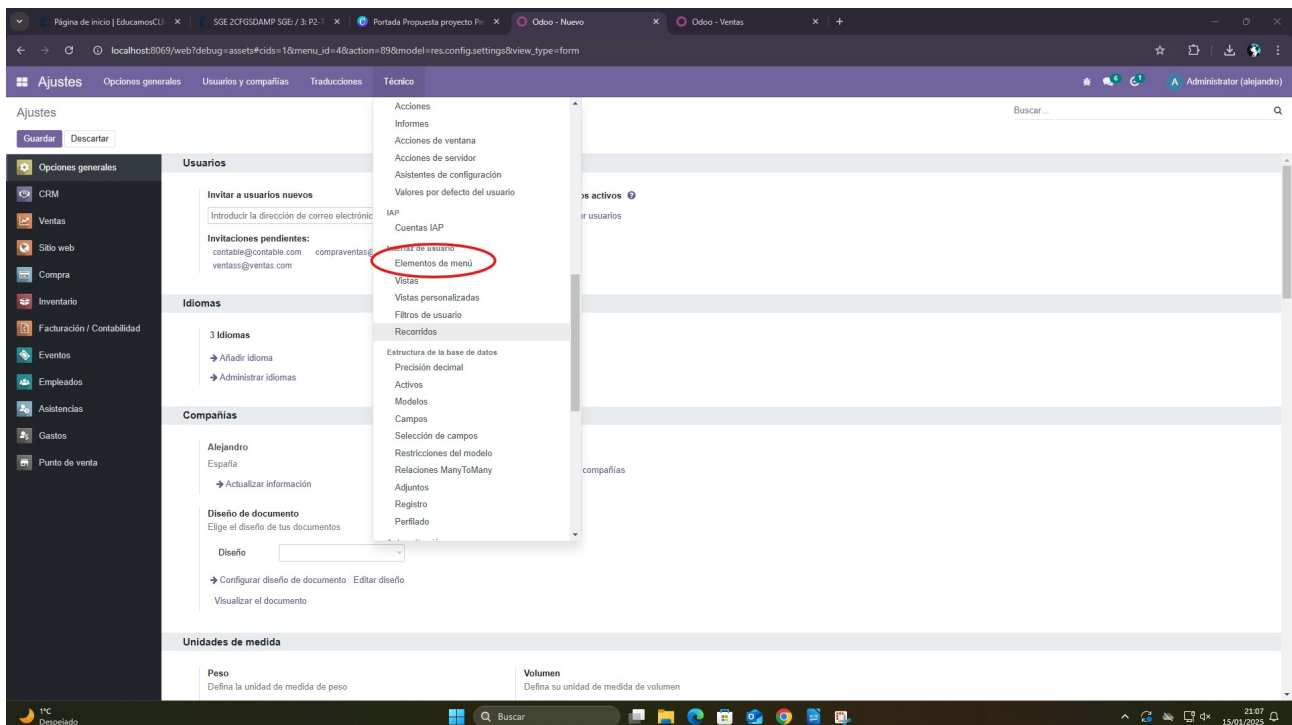 Página de inicio | EducamosCL
SGE 2CFGSDAMP SGE: / 3: P2-T
Portada Propuesta proyecto Pr
Odoo - Nuevo
Odoo - Ventas
localhost:8069/web?debug=assets#cids=1&menu_id=4&action=89&model=res.config.settings&view_type=form
Ajustes Opciones generales Usuarios y compañías Traducciones Técnico
6 1 A Administrator (alejandro)
Ajustes
Buscar...
Guardar Descartar
Opciones generales
CRM
Ventas
Sitio web
Compra
Inventario
Facturación / Contabilidad
Eventos
Empleados
Asistencias
Gastos
Punto de venta
Usuarios
Invitar a usuarios nuevos
Introducir la dirección de correo electrónic
Invitaciones pendientes:
contable@contable.com compraventas@
ventass@ventas.com
os activos
ar usuarios
Idiomas
3 Idiomas
Añadir idioma
Administrar idiomas
Compañías
Alejandro
España
Actualizar información
compañías
Diseño de documento
Elige el diseño de tus documentos
Diseño
Configurar diseño de documento Editar diseño
Visualizar el documento
Unidades de medida
Peso
Defina la unidad de medida de peso
Volumen
Defina su unidad de medida de volumen
Acciones
Informes
Acciones de ventana
Acciones de servidor
Asistentes de configuración
Valores por defecto del usuario
IAP
Cuentas IAP
Interfaz de usuario
Elementos de menú
Vistas
Vistas personalizadas
Filtros de usuario
Recorridos
Estructura de la base de datos
Precisión decimal
Activos
Modelos
Campos
Selección de campos
Restricciones del modelo
Relaciones ManyToMany
Adjuntos
Registro
Perfilado
1°C
Despejado
Buscar
21:07
15/01/2025